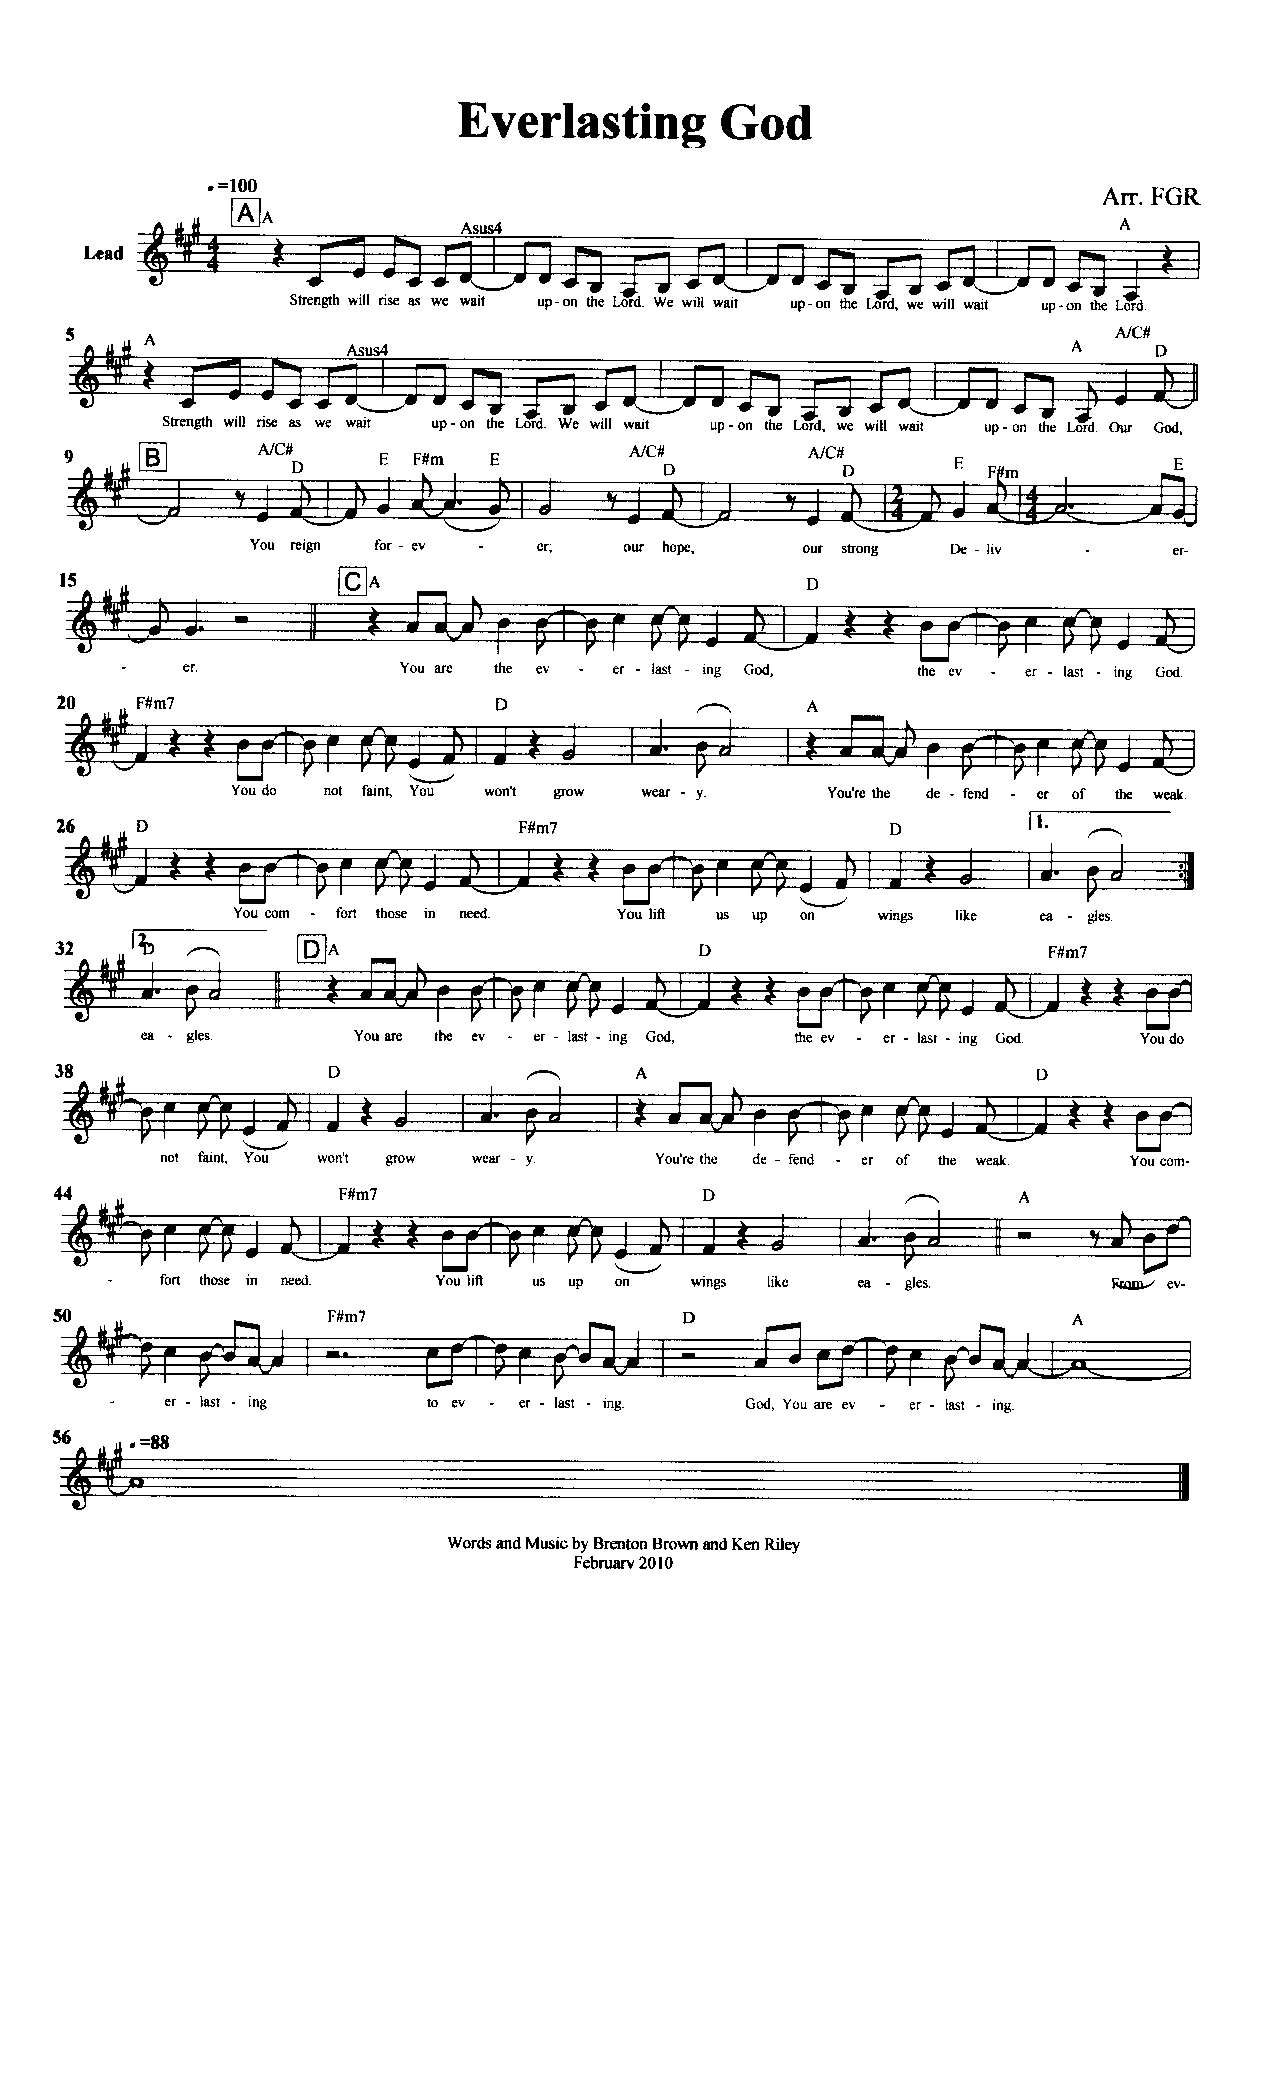 Everlasting God
=100
Arr. FGR
A A Asus4 A
Lead
4 4
Strength will rise as we wait up - on the Lord. We will wait up - on the Lord, we will wait up - on the Lord.
5 A Asus4 A A/C# D
Strength will rise as we wait up - on the Lord. We will wait up - on the Lord, we will wait up - on the Lord. Our God,
9 B A/C# D E F#m E A/C# D A/C# D E F#m E
2 4 4 4
You reign for - ev - er, our hope, our strong De - liv - er-
15 C A D
- er. You are the ev - er - last - ing God, the ev - er - last - ing God.
20 F#m7 D A
You do not faint, You won't grow wear - y. You're the de - fend - er of the weak.
26 D F#m7 D 1.
You com - fort those in need. You lift us up on wings like ea - gles.
32 2. D D A D F#m7
ea - gles. You are the ev - er - last - ing God, the ev - er - last - ing God. You do
38 D A D
not faint, You won't grow wear - y. You're the de - fend - er of the weak. You com-
44 F#m7 D A
- fort those in need. You lift us up on wings like ea - gles. From ev-
50 F#m7 D A
- er - last - ing to ev - er - last - ing. God, You are ev - er - last - ing.
56 =88
Words and Music by Brenton Brown and Ken Riley
February 2010